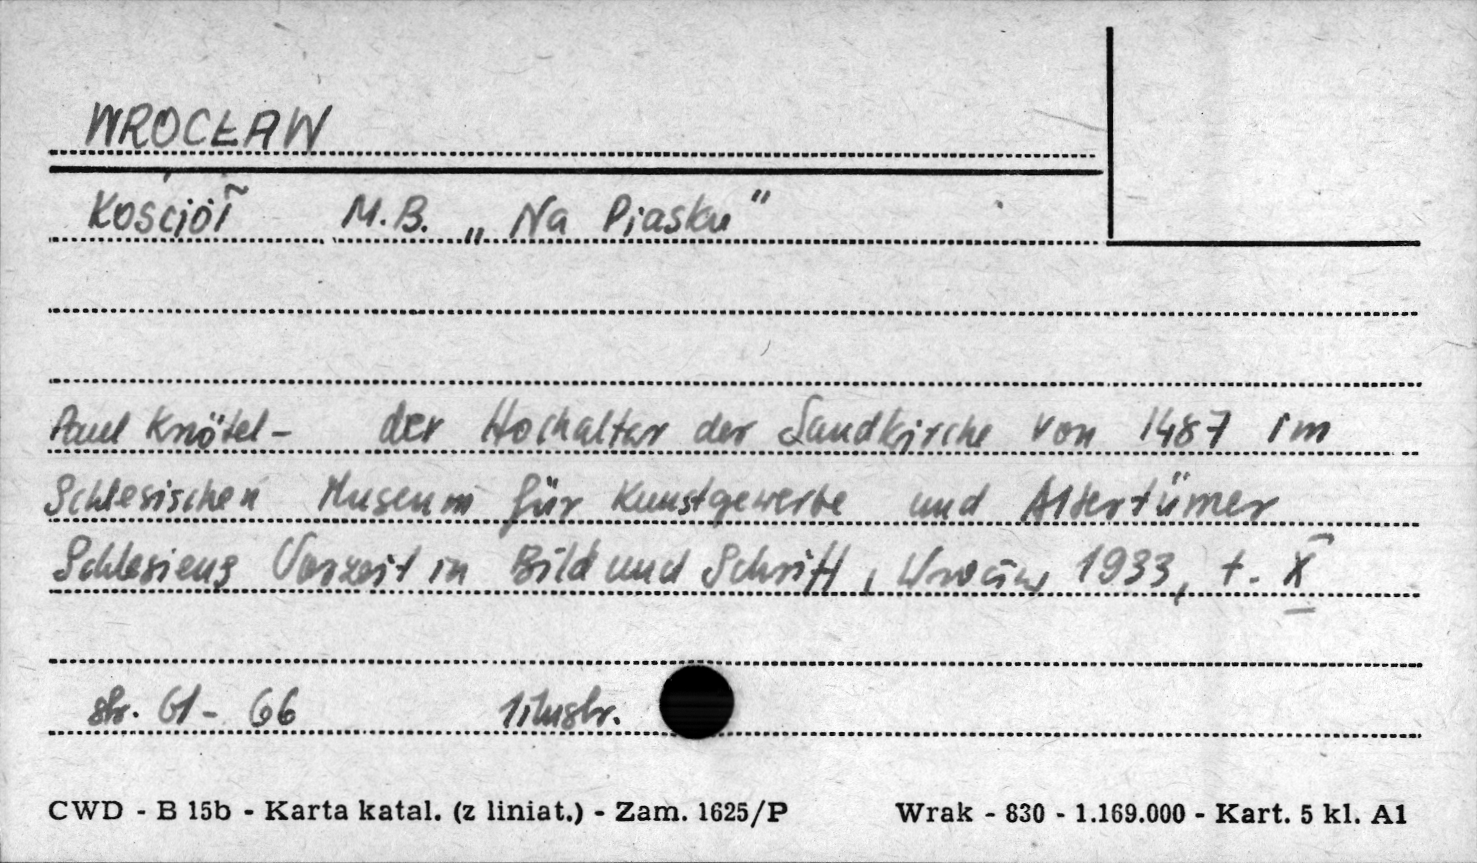 WROCŁAW
Kościół M.B. „Na Piasku"
Paul Knötel - der Hochaltar der Sandkirche von 1487 im
Schlesischen Museum für Kunstgewerbe und Altertümer
Schlesiens Vorzeit in Bild und Schrift, Wrocław 1933, t. X
str. 61-66 1 ilustr.
CWD - B 15b - Karta katal. (z liniat.) - Zam. 1625/P Wrak - 830 - 1.169.000 - Kart. 5 kl. A1